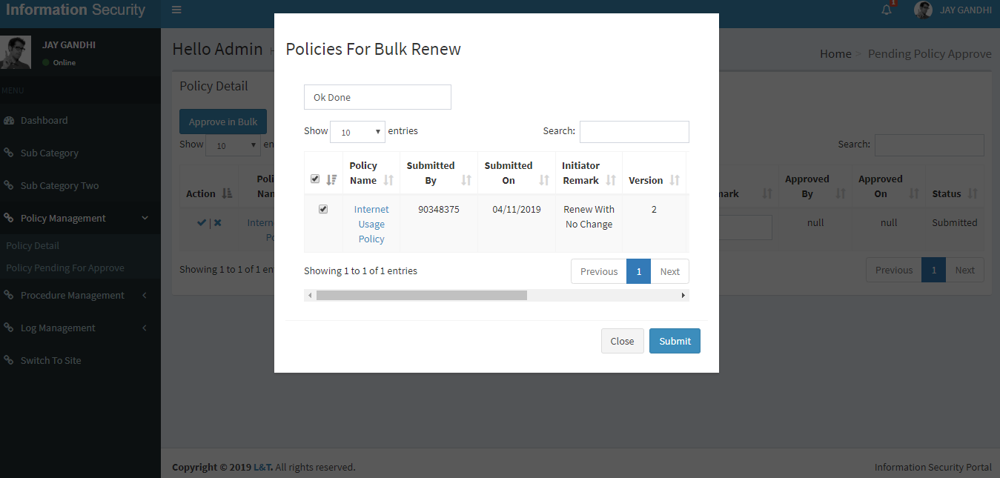 Information Security
1
JAY GANDHI
JAY GANDHI
Online
MENU
Dashboard
Sub Category
Sub Category Two
Policy Management
Policy Detail
Policy Pending For Approve
Procedure Management
Log Management
Switch To Site
Hello Admin
Home > Pending Policy Approve
Policy Detail
Approve in Bulk
Show 10 en
Search:
Action
Poli
Nam
mark
Approved
By
Approved
On
Status
|
Intern
Po
null
null
Submitted
Showing 1 to 1 of 1 en
Previous 1 Next
Policies For Bulk Renew
Ok Done
Show 10 entries
Search:
Policy
Name
Submitted
By
Submitted
On
Initiator
Remark
Version
Internet
Usage
Policy
90348375
04/11/2019
Renew With
No Change
2
Showing 1 to 1 of 1 entries
Previous 1 Next
Close
Submit
Copyright © 2019 L&T. All rights reserved.
Information Security Portal